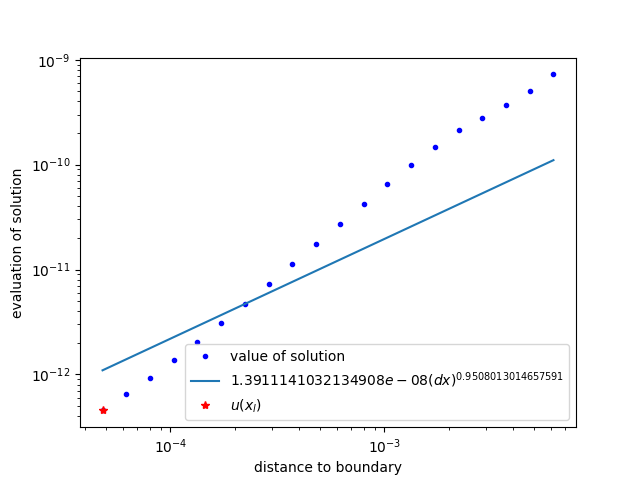 10⁻⁹
10⁻¹⁰
10⁻¹¹
10⁻¹²
evaluation of solution
value of solution
1.3911141032134908e − 08(dx)⁰·⁹⁵⁰⁸⁰¹³⁰¹⁴⁶⁵⁷⁵⁹¹
u(xₗ)
10⁻⁴
10⁻³
distance to boundary